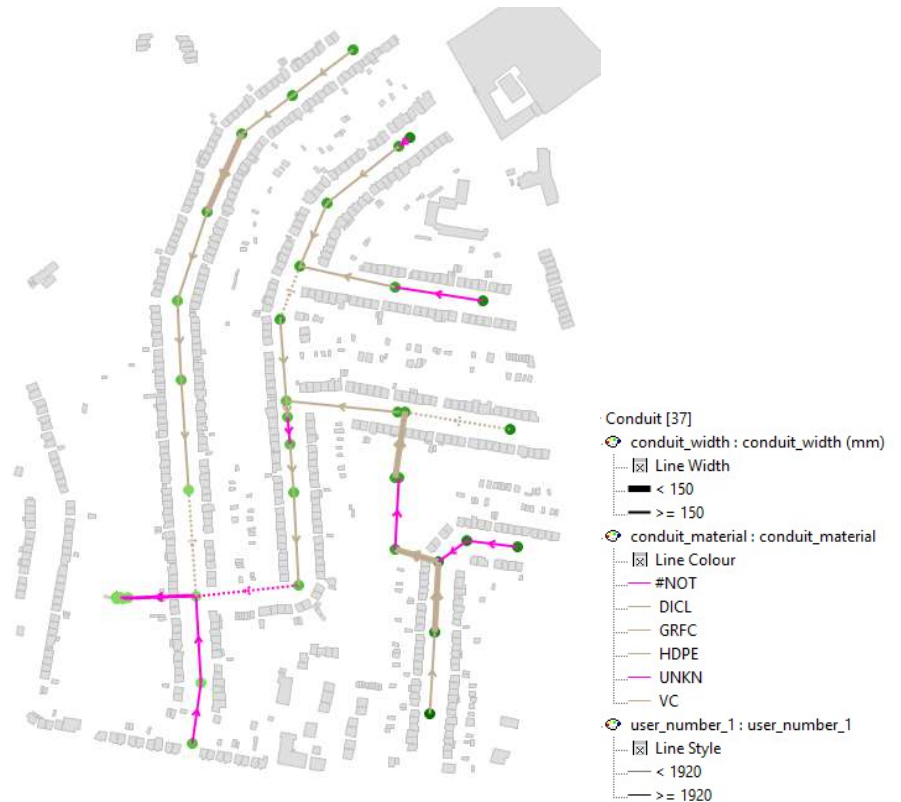 Conduit [37]
conduit_width : conduit_width (mm)
Line Width
< 150
>= 150
conduit_material : conduit_material
Line Colour
#NOT
DICL
GRFC
HDPE
UNKN
VC
user_number_1 : user_number_1
Line Style
< 1920
>= 1920